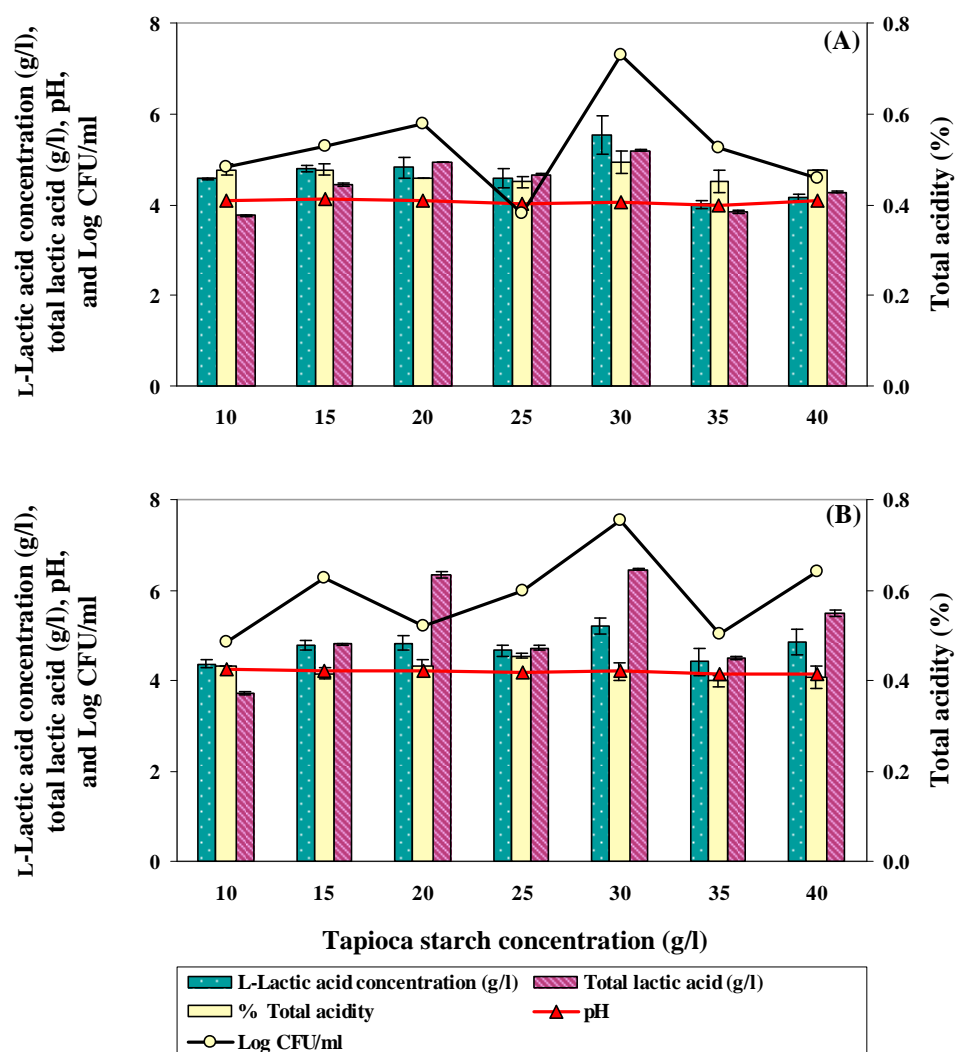 (A)
L-Lactic acid concentration (g/l),
total lactic acid (g/l), pH,
and Log CFU/ml
8
6
4
2
0
0.8
0.6
0.4
0.2
0.0
Total acidity (%)
10 15 20 25 30 35 40
(B)
L-Lactic acid concentration (g/l),
total lactic acid (g/l), pH,
and Log CFU/ml
8
6
4
2
0
0.8
0.6
0.4
0.2
0.0
Total acidity (%)
10 15 20 25 30 35 40
Tapioca starch concentration (g/l)
L-Lactic acid concentration (g/l) Total lactic acid (g/l)
% Total acidity pH
Log CFU/ml